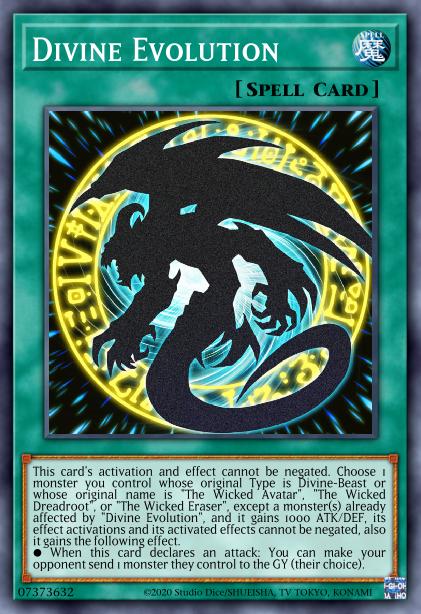 DIVINE EVOLUTION
SPELL
魔
[SPELL CARD]
This card's activation and effect cannot be negated. Choose 1
monster you control whose original Type is Divine-Beast or
whose original name is "The Wicked Avatar", "The Wicked
Dreadroot", or "The Wicked Eraser", except a monster(s) already
affected by "Divine Evolution", and it gains 1000 ATK/DEF, its
effect activations and its activated effects cannot be negated, also
it gains the following effect.
● When this card declares an attack: You can make your
opponent send 1 monster they control to the GY (their choice).
07373632
©2020 Studio Dice/SHUEISHA, TV TOKYO, KONAMI